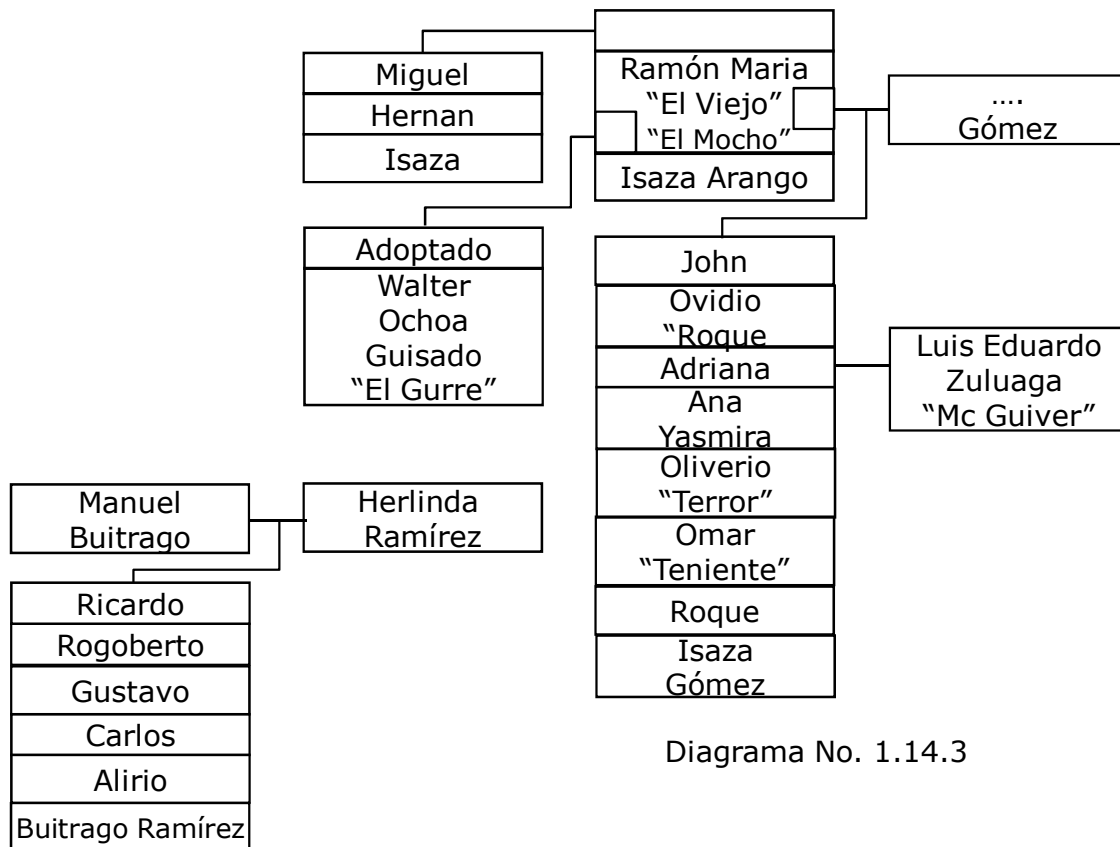 Miguel
Hernan
Isaza
Ramón Maria
“El Viejo”
“El Mocho”
Isaza Arango
….
Gómez
Adoptado
Walter
Ochoa
Guisado
“El Gurre”
John
Ovidio
“Roque
Adriana
Ana
Yasmira
Oliverio
“Terror”
Omar
“Teniente”
Roque
Isaza
Gómez
Luis Eduardo
Zuluaga
“Mc Guiver”
Manuel
Buitrago
Herlinda
Ramírez
Ricardo
Rogoberto
Gustavo
Carlos
Alirio
Buitrago Ramírez
Diagrama No. 1.14.3